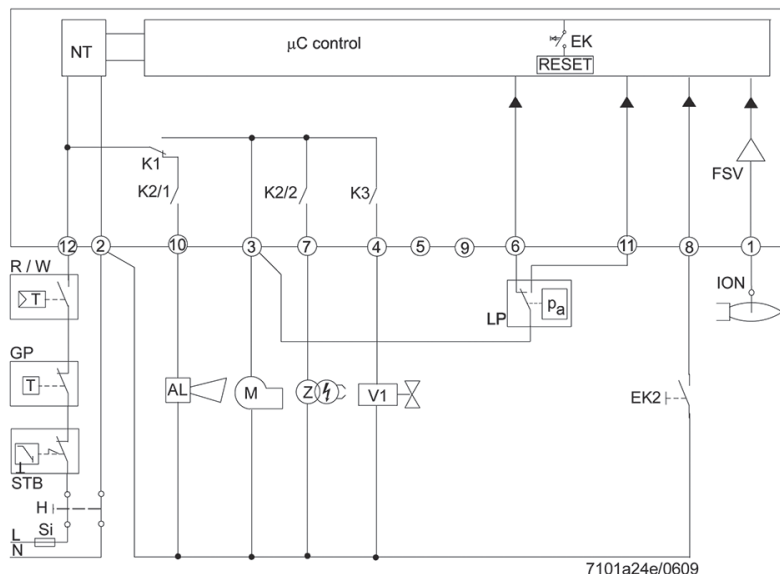 NT
µC control
EK
RESET
FSV
K1
K2/1
K2/2
K3
12
2
10
3
7
4
5
9
6
11
8
1
R / W
T
GP
T
STB
H
Si
L
N
AL
M
Z
V1
LP
pa
ION
EK2
7101a24e/0609